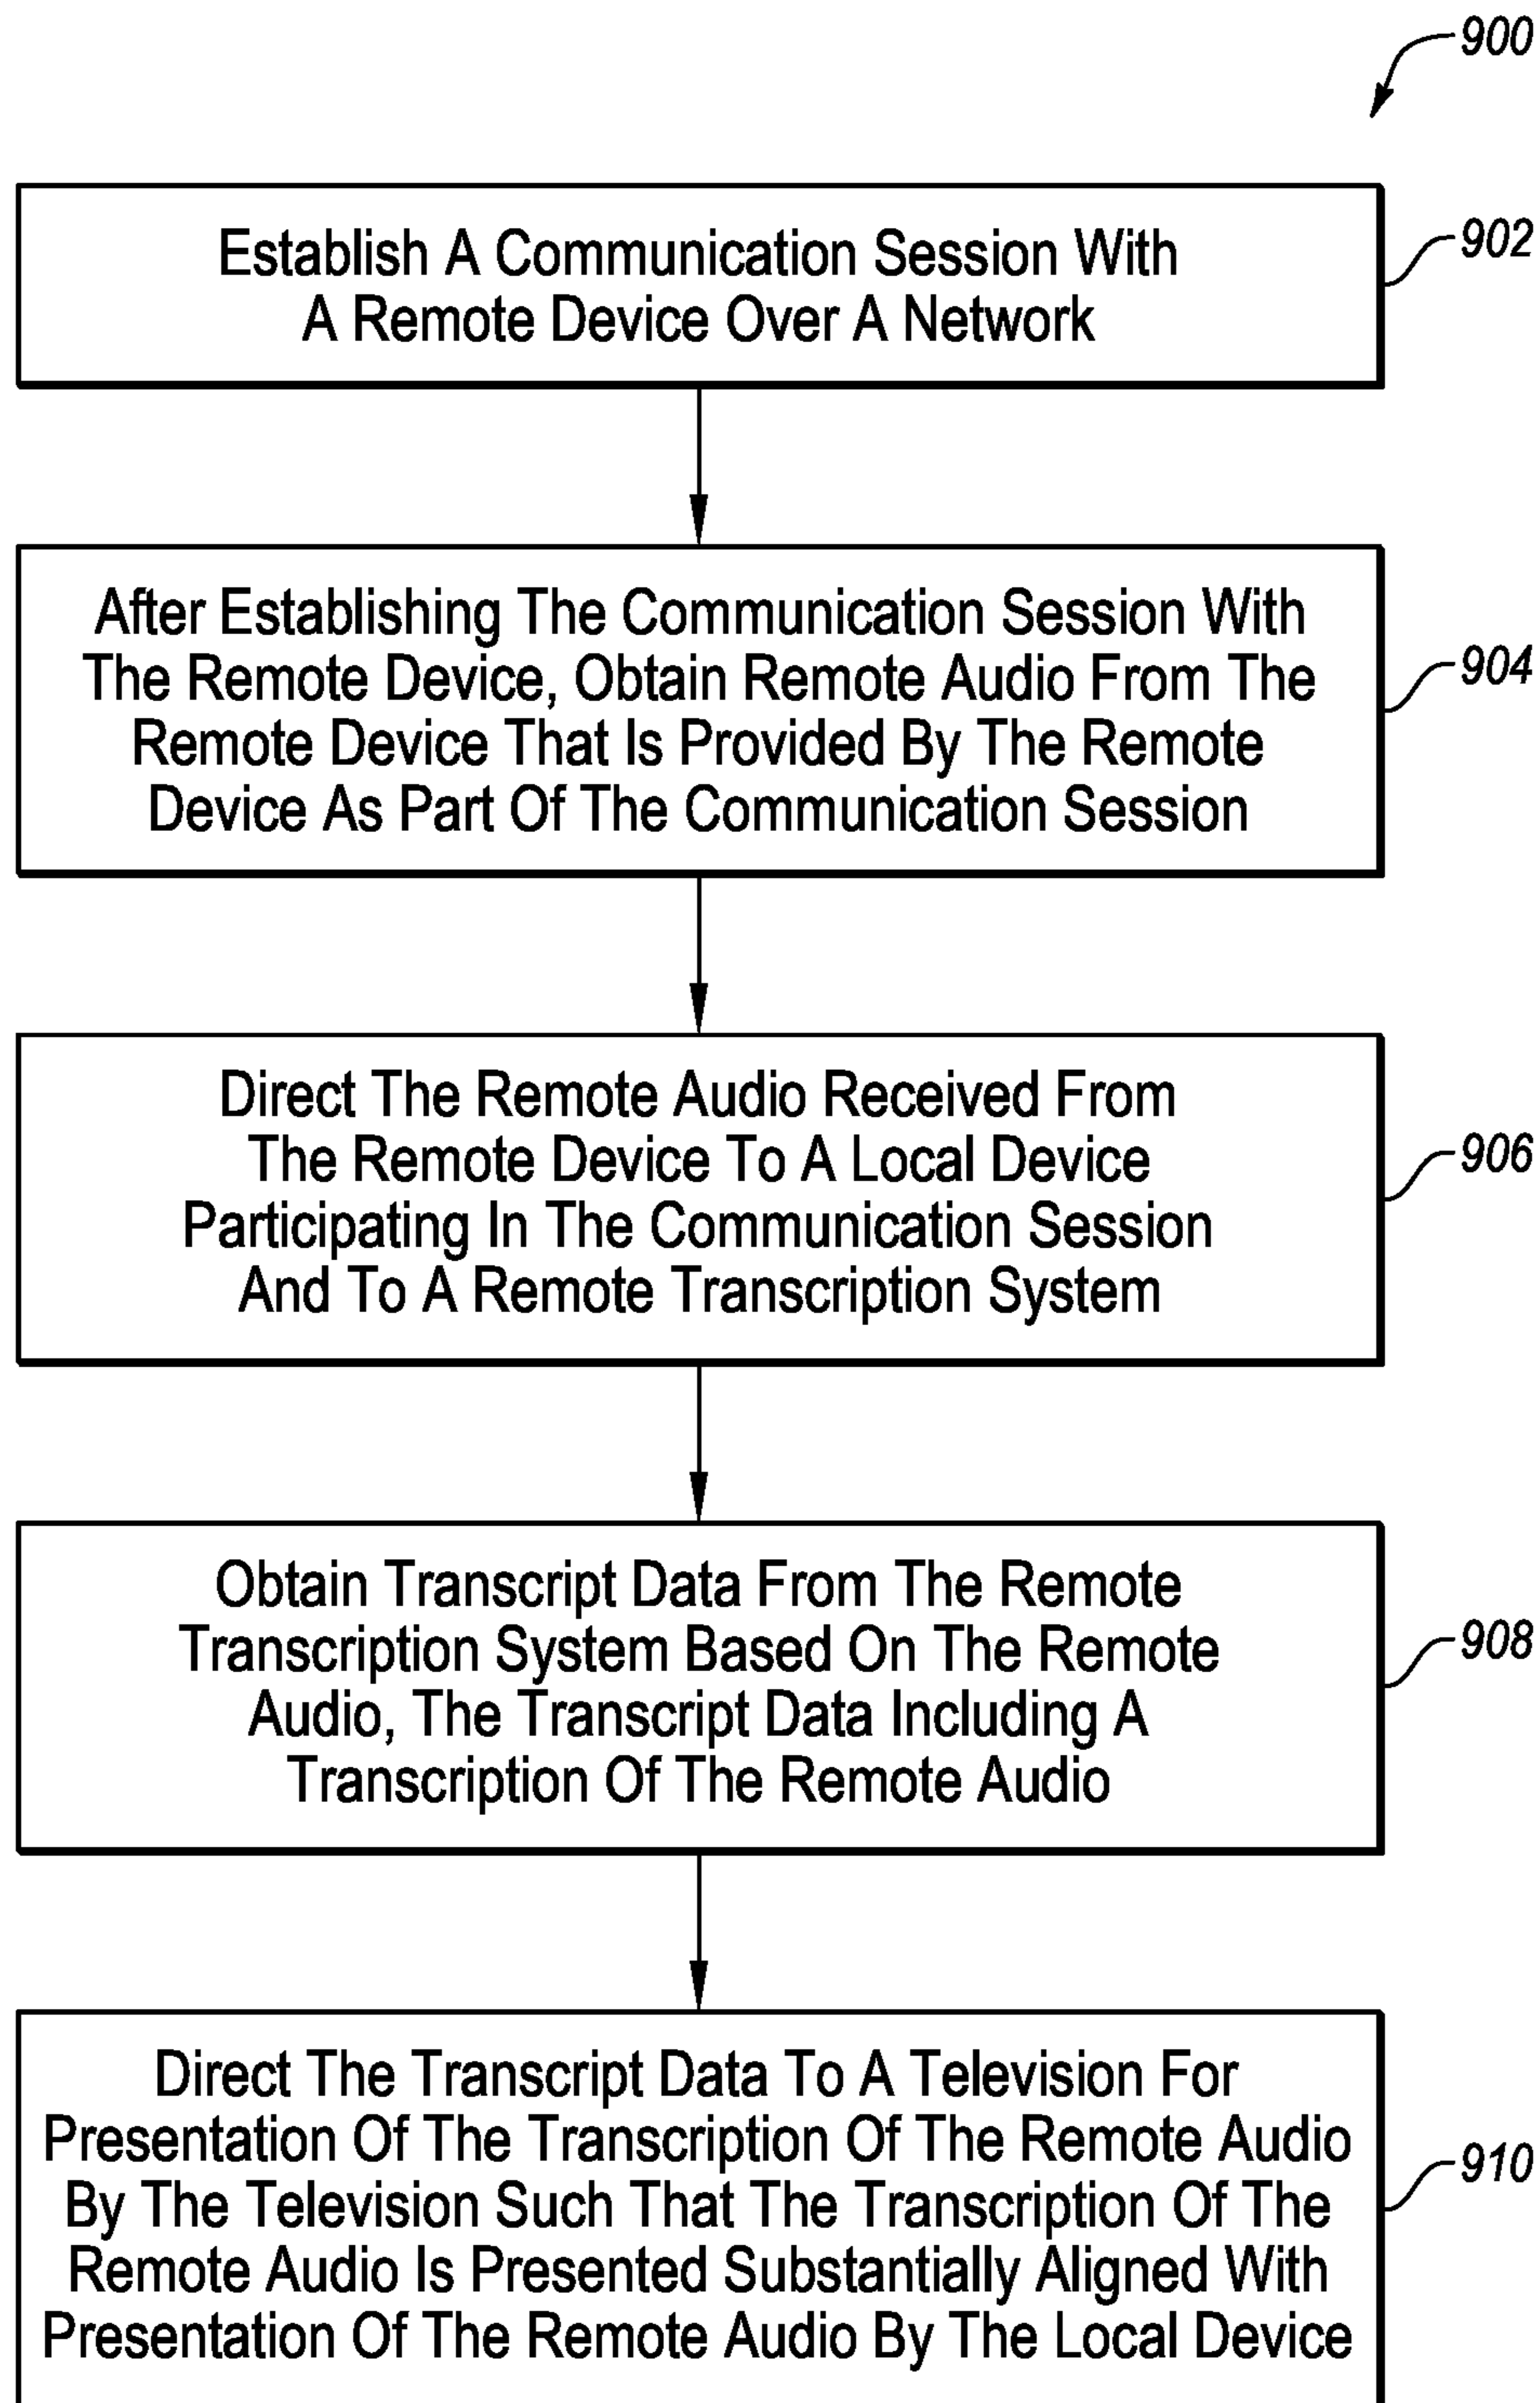 900
Establish A Communication Session With
A Remote Device Over A Network
902
After Establishing The Communication Session With
The Remote Device, Obtain Remote Audio From The
Remote Device That Is Provided By The Remote
Device As Part Of The Communication Session
904
Direct The Remote Audio Received From
The Remote Device To A Local Device
Participating In The Communication Session
And To A Remote Transcription System
906
Obtain Transcript Data From The Remote
Transcription System Based On The Remote
Audio, The Transcript Data Including A
Transcription Of The Remote Audio
908
Direct The Transcript Data To A Television For
Presentation Of The Transcription Of The Remote Audio
By The Television Such That The Transcription Of The
Remote Audio Is Presented Substantially Aligned With
Presentation Of The Remote Audio By The Local Device
910